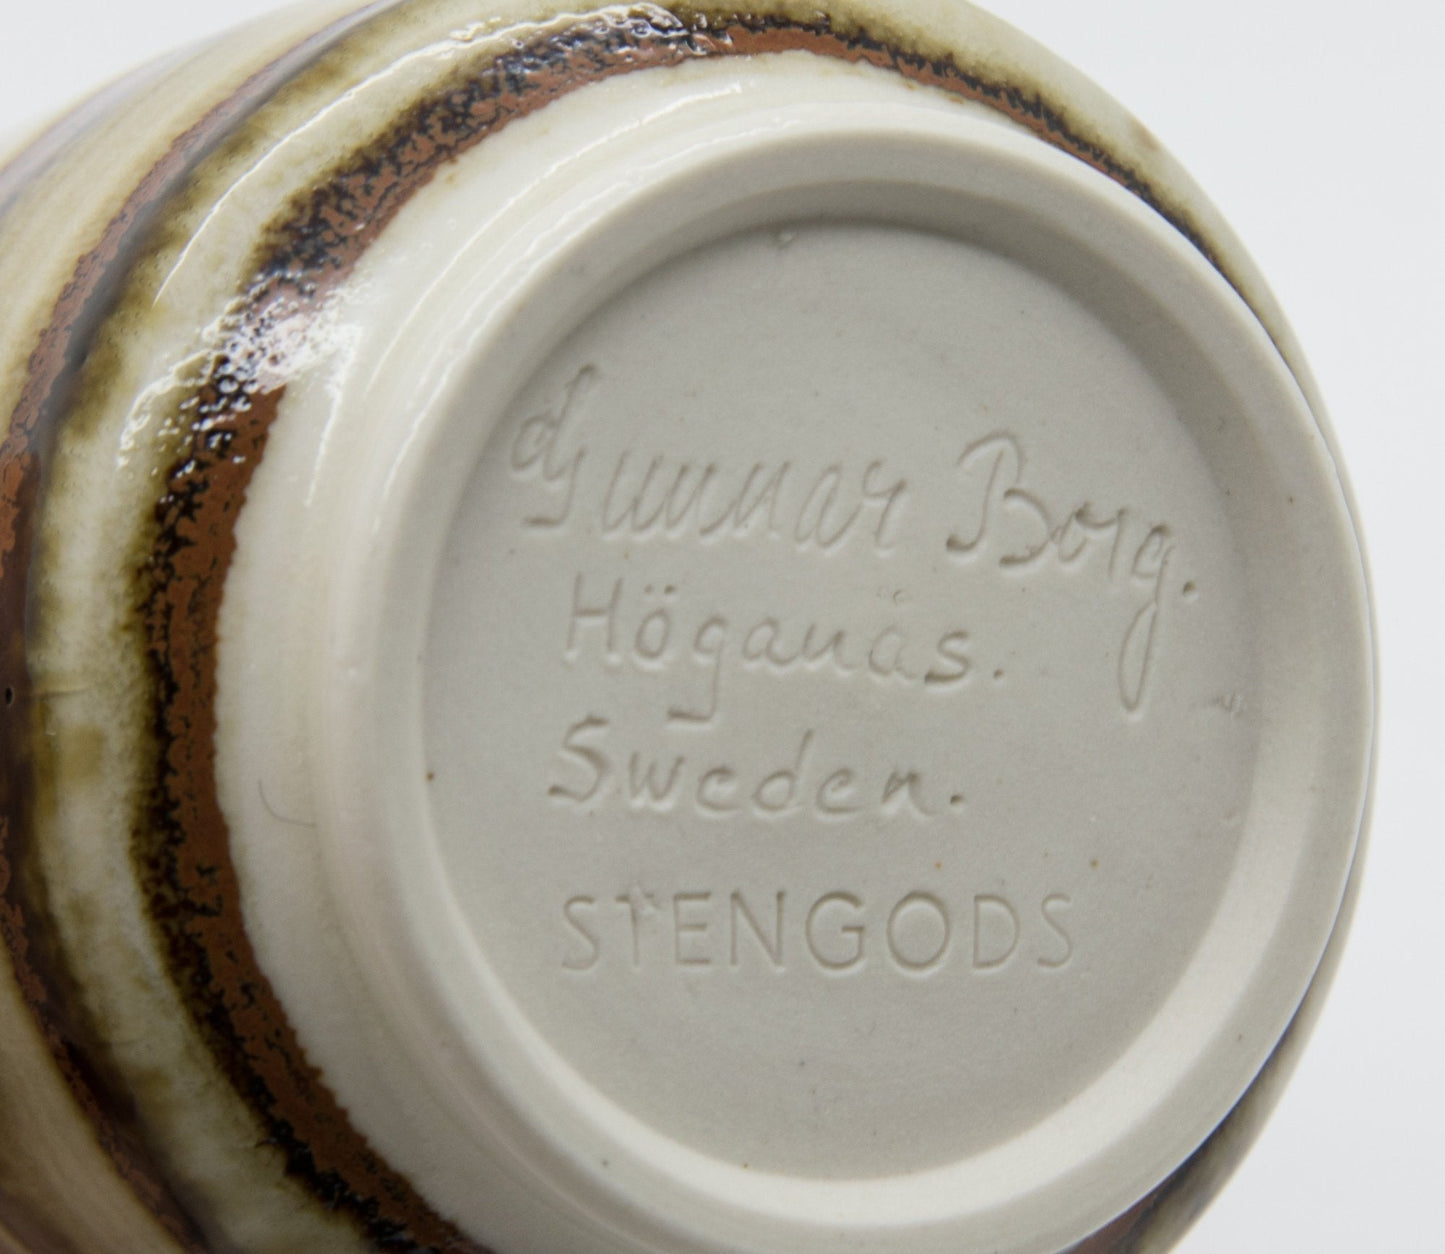 Gunnar Borg.
Höganäs.
Sweden.
STENGODS